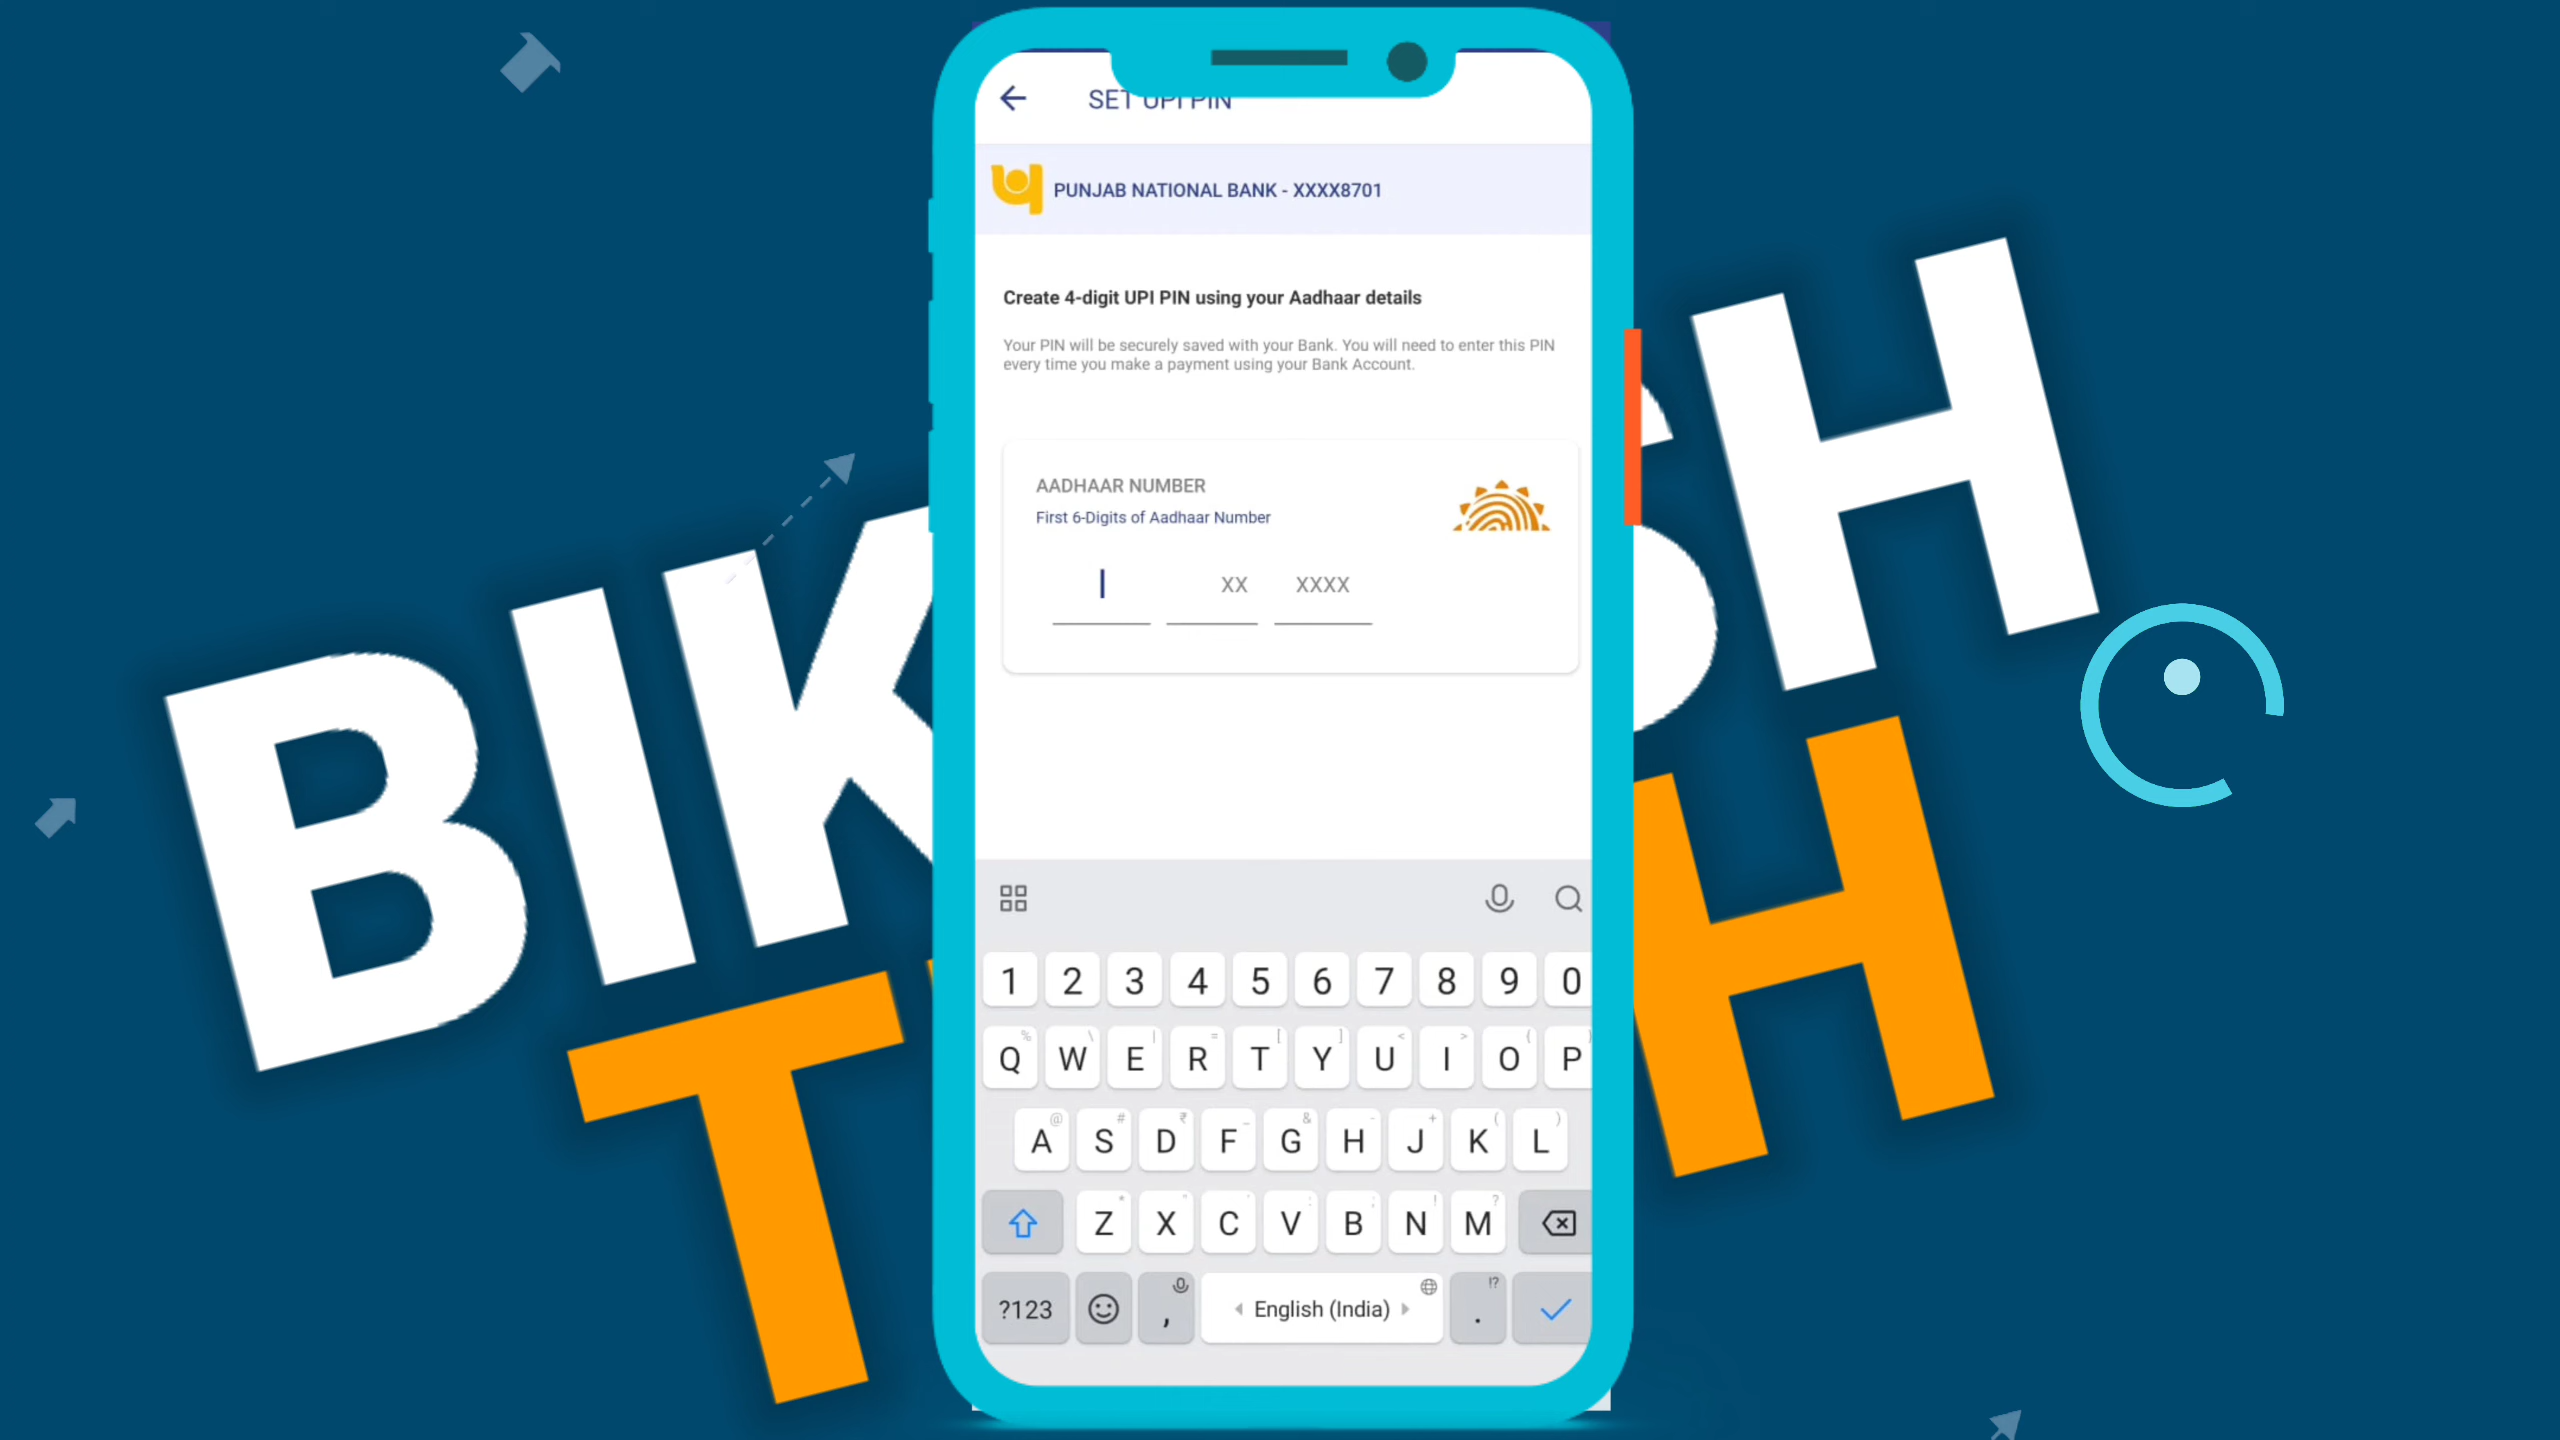 SET UPI PIN
PUNJAB NATIONAL BANK - XXXX8701
Create 4-digit UPI PIN using your Aadhaar details
Your PIN will be securely saved with your Bank. You will need to enter this PIN
every time you make a payment using your Bank Account.
AADHAAR NUMBER
First 6-Digits of Aadhaar Number
XX XXXX
1 2 3 4 5 6 7 8 9 0
Q W E R T Y U I O P
A S D F G H J K L
Z X C V B N M
?123 , English (India) . !?